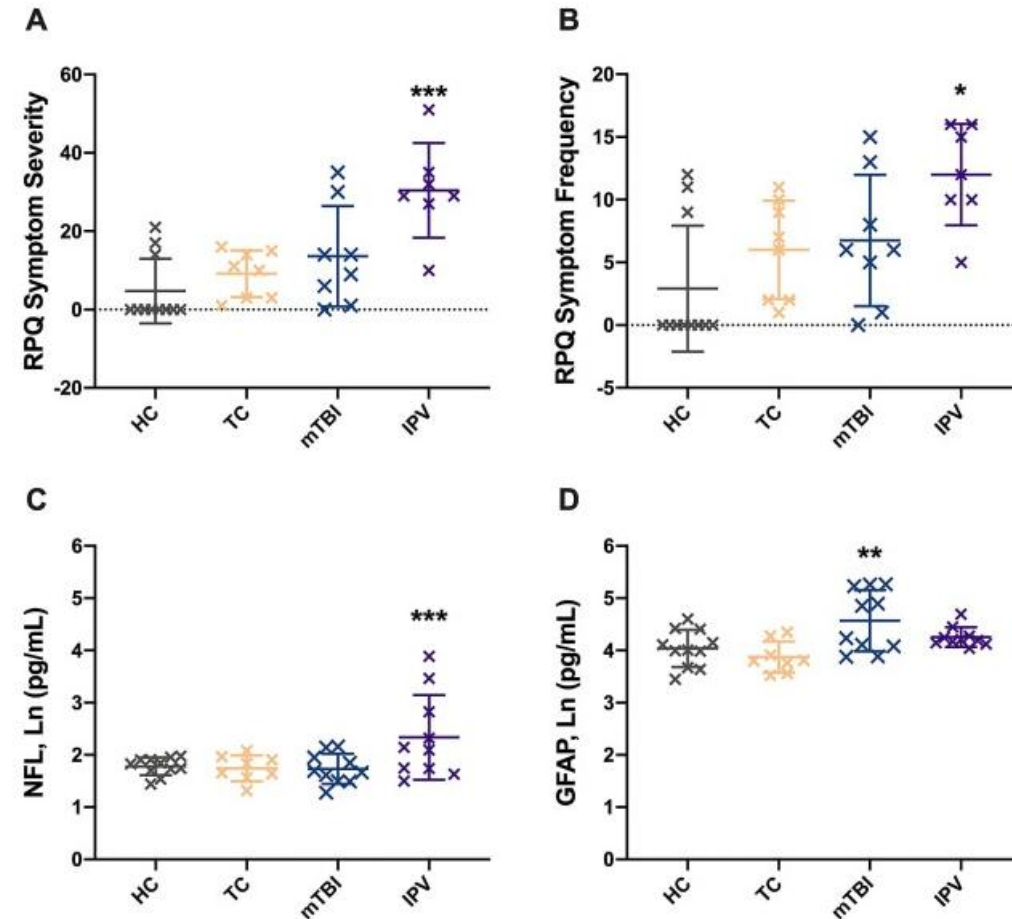 A
RPQ Symptom Severity
60
40
20
0
-20
***
HC
TC
mTBI
IPV
B
RPQ Symptom Frequency
20
15
10
5
0
-5
*
HC
TC
mTBI
IPV
C
NFL, Ln (pg/mL)
6
5
4
3
2
1
0
***
HC
TC
mTBI
IPV
D
GFAP, Ln (pg/mL)
6
5
4
3
2
1
0
**
HC
TC
mTBI
IPV